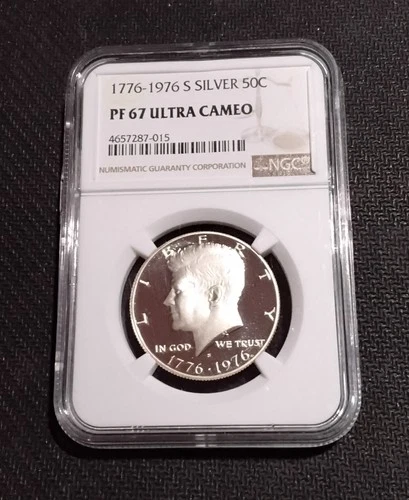 1776-1976 S SILVER 50C
PF 67 ULTRA CAMEO
4657287-015
NUMISMATIC GUARANTY CORPORATION
NGC
LIBERTY
IN GOD WE TRUST
S
1776·1976